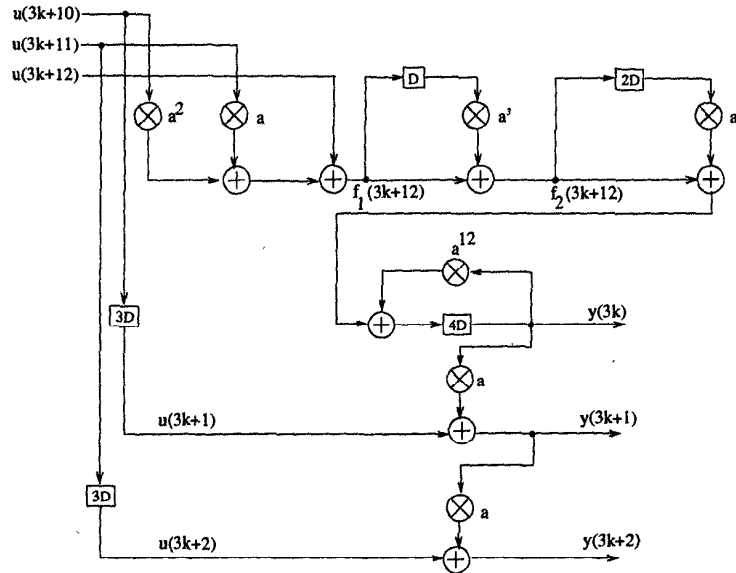 u(3k+10)
u(3k+11)
u(3k+12)
D
2D
a²
a
a³
a
f₁(3k+12)
f₂(3k+12)
a¹²
3D
4D
y(3k)
a
u(3k+1)
y(3k+1)
3D
a
u(3k+2)
y(3k+2)